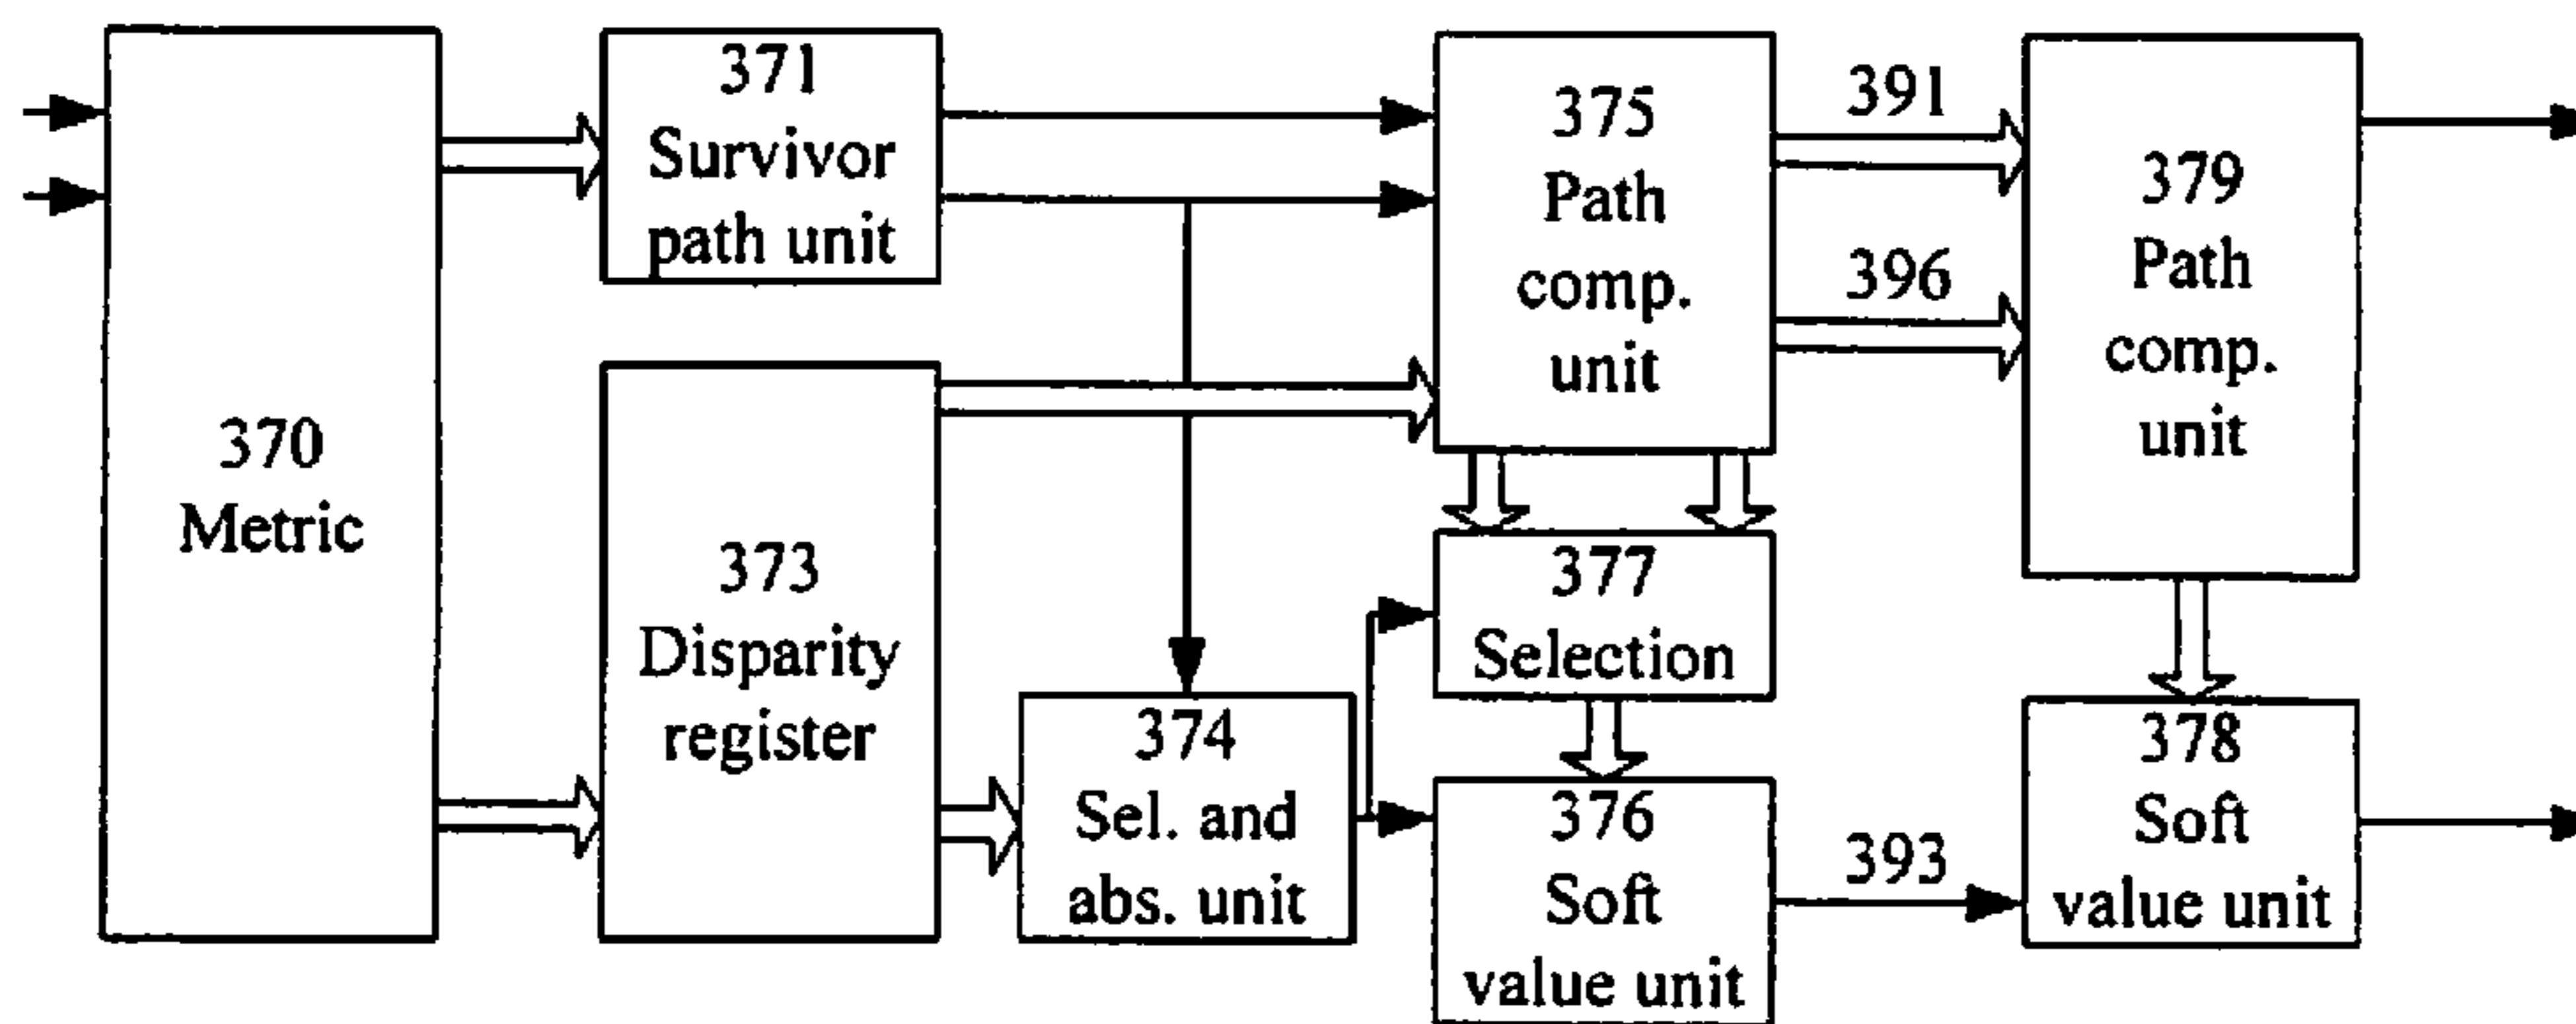 370
Metric
371
Survivor
path unit
373
Disparity
register
374
Sel. and
abs. unit
375
Path
comp.
unit
377
Selection
376
Soft
value unit
391
396
393
379
Path
comp.
unit
378
Soft
value unit